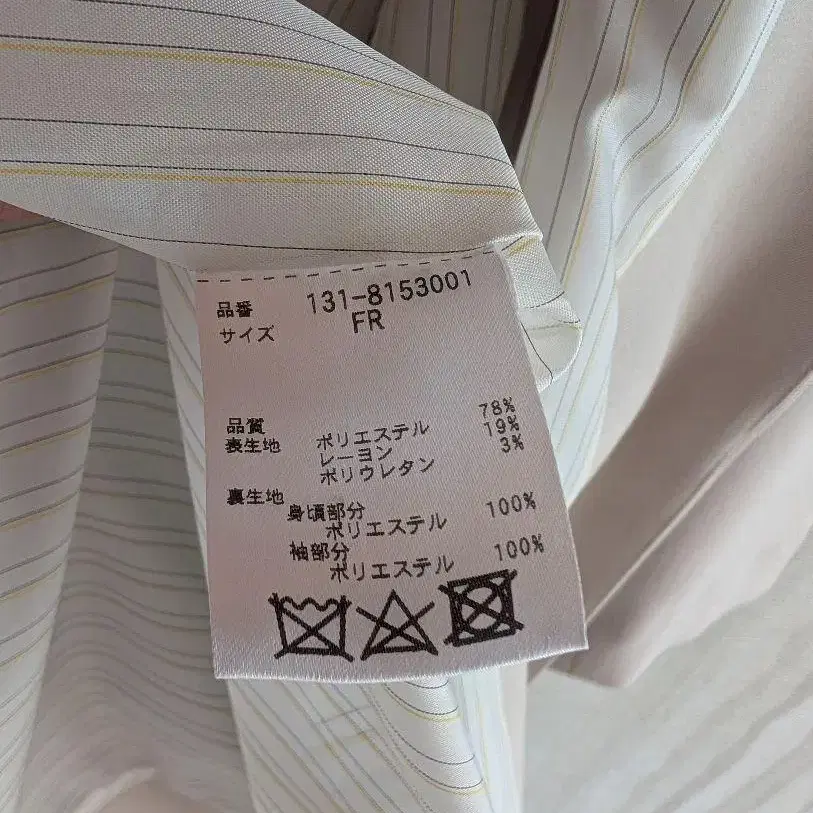 品番 131-8153001
サイズ FR
品質
表生地 ポリエステル 78%
レーヨン 19%
ポリウレタン 3%
裏生地
身頃部分
ポリエステル 100%
袖部分
ポリエステル 100%